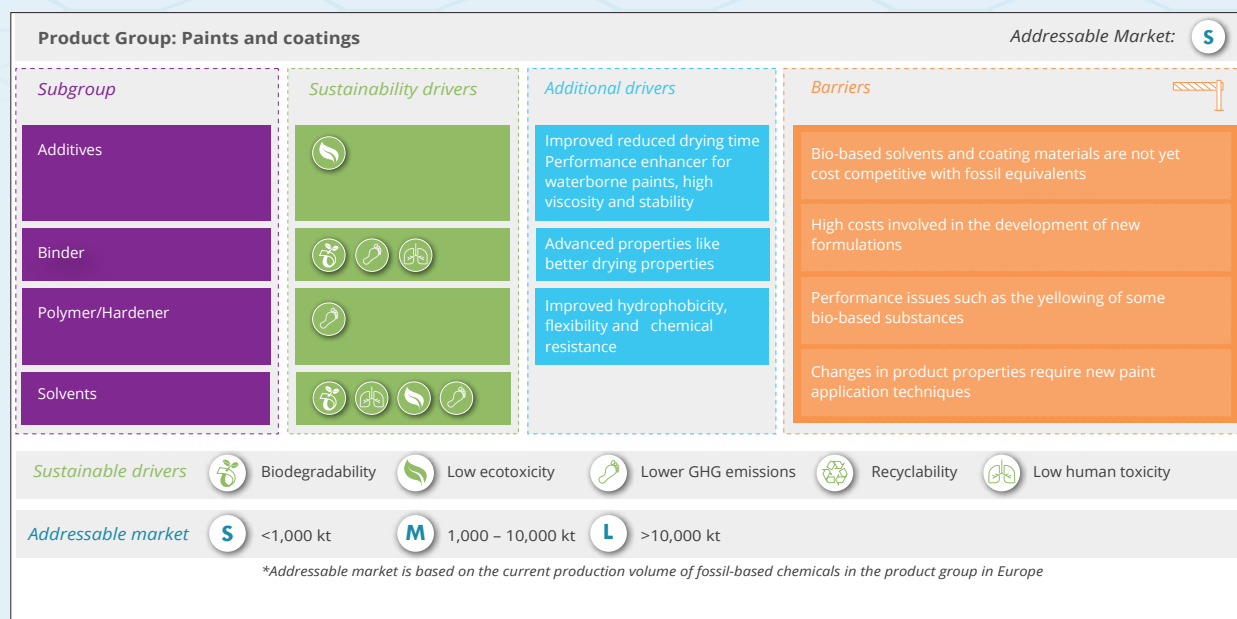 Product Group: Paints and coatings
Addressable Market: S
Subgroup
Sustainability drivers
Additional drivers
Barriers
Additives
Improved reduced drying time
Performance enhancer for
waterborne paints, high
viscosity and stability
Binder
Advanced properties like
better drying properties
Polymer/Hardener
Improved hydrophobicity,
flexibility and chemical
resistance
Solvents
Bio-based solvents and coating materials are not yet
cost competitive with fossil equivalents
High costs involved in the development of new
formulations
Performance issues such as the yellowing of some
bio-based substances
Changes in product properties require new paint
application techniques
Sustainable drivers Biodegradability Low ecotoxicity Lower GHG emissions Recyclability Low human toxicity
Addressable market S <1,000 kt M 1,000 – 10,000 kt L >10,000 kt
*Addressable market is based on the current production volume of fossil-based chemicals in the product group in Europe